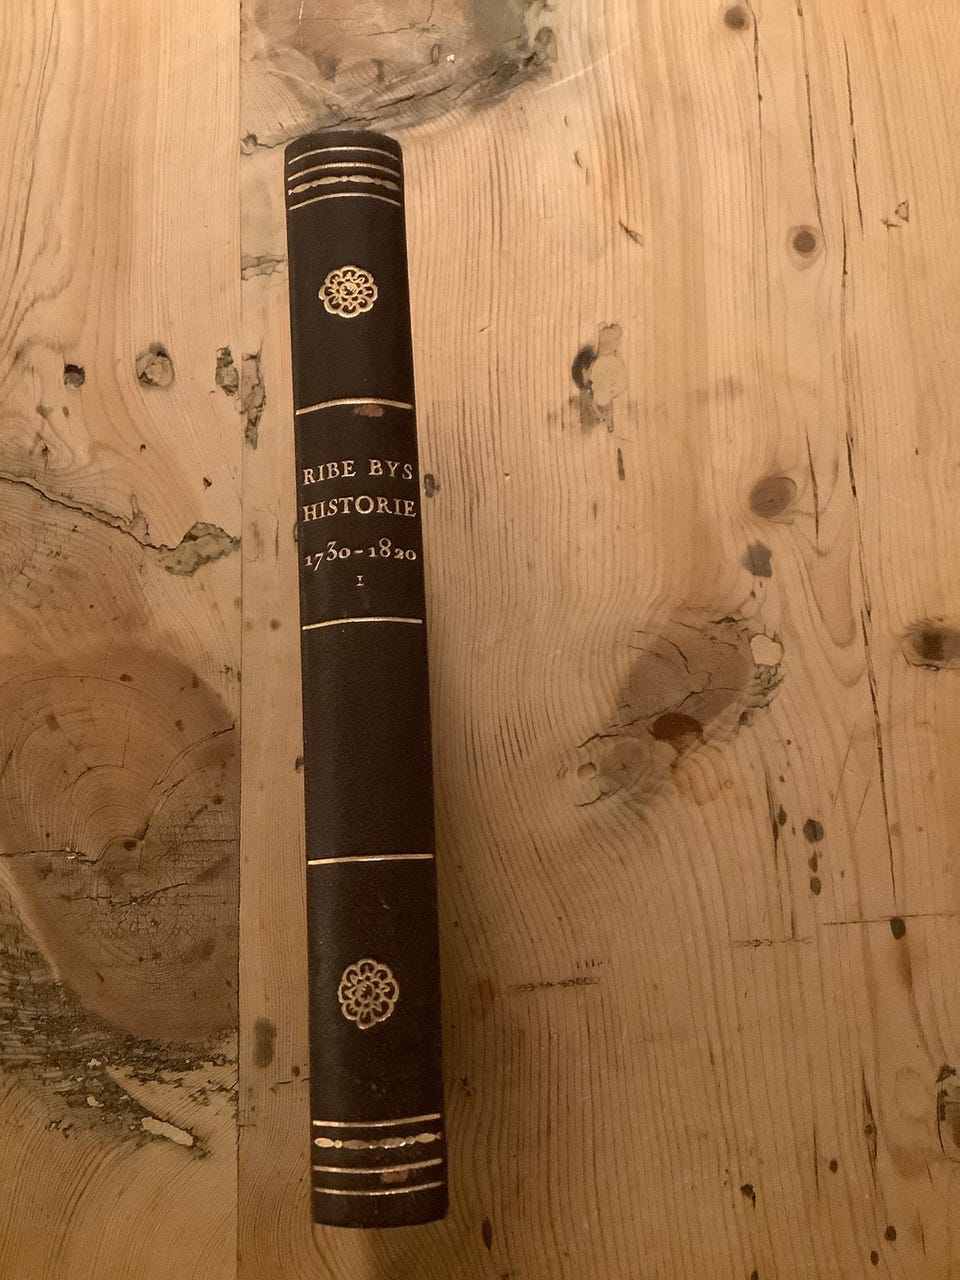 RIBE BYS
HISTORIE
1730-1820
I